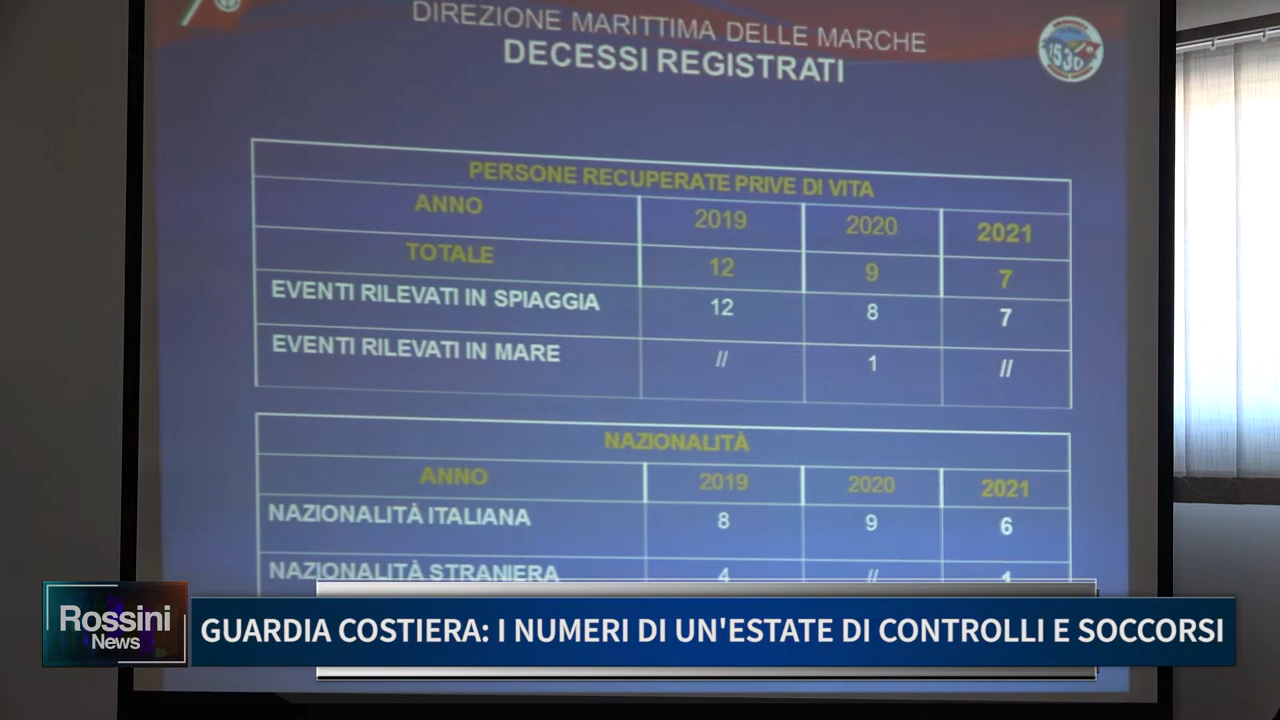 DIREZIONE MARITTIMA DELLE MARCHE
DECESSI REGISTRATI
1530
PERSONE RECUPERATE PRIVE DI VITA
ANNO 2019 2020 2021
TOTALE 12 9 7
EVENTI RILEVATI IN SPIAGGIA 12 8 7
EVENTI RILEVATI IN MARE // 1 //
NAZIONALITÀ
ANNO 2019 2020 2021
NAZIONALITÀ ITALIANA 8 9 6
NAZIONALITÀ STRANIERA 4 // 1
Rossini
News
GUARDIA COSTIERA: I NUMERI DI UN'ESTATE DI CONTROLLI E SOCCORSI